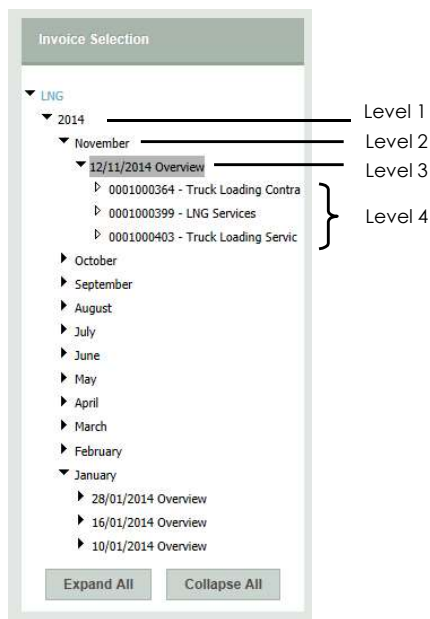 Invoice Selection
LNG
2014
Level 1
November
Level 2
12/11/2014 Overview
Level 3
0001000364 - Truck Loading Contra
0001000399 - LNG Services
Level 4
0001000403 - Truck Loading Servic
October
September
August
July
June
May
April
March
February
January
28/01/2014 Overview
16/01/2014 Overview
10/01/2014 Overview
Expand All
Collapse All